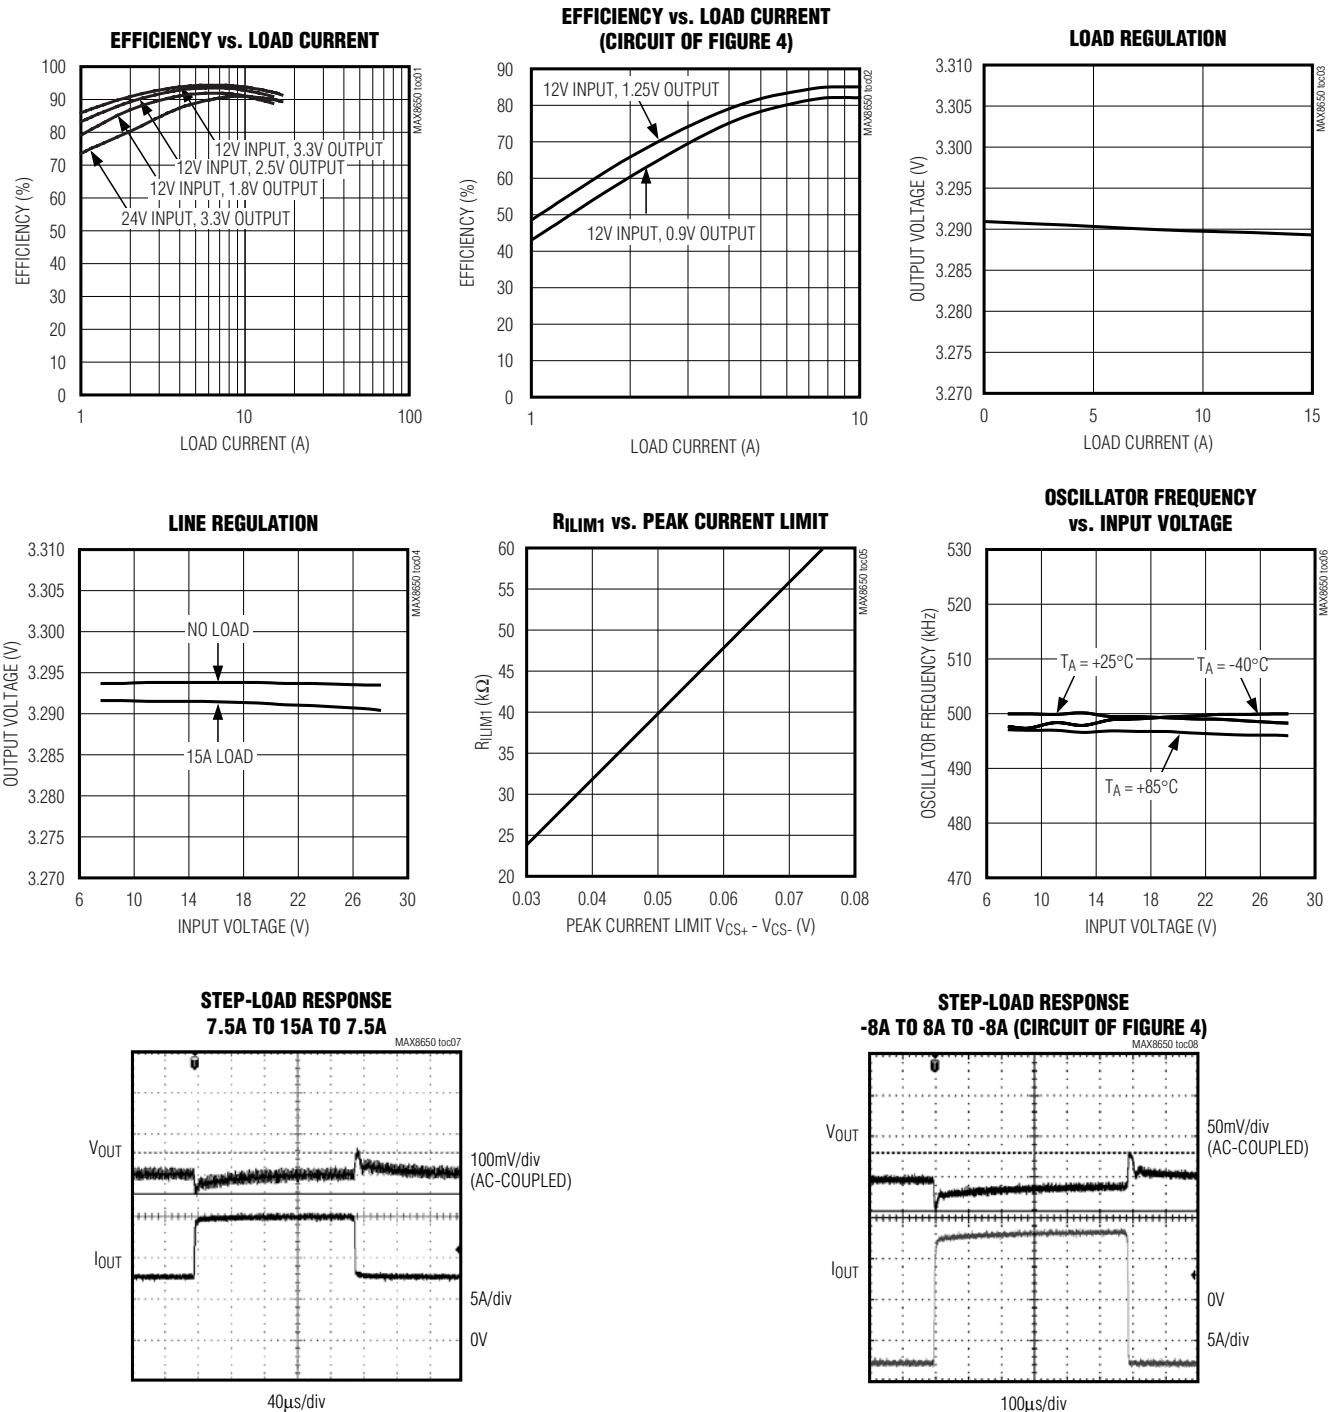 EFFICIENCY vs. LOAD CURRENT
MAX8650 toc01
100
90
80
70
60
50
40
30
20
10
0
EFFICIENCY (%)
12V INPUT, 3.3V OUTPUT
12V INPUT, 2.5V OUTPUT
12V INPUT, 1.8V OUTPUT
24V INPUT, 3.3V OUTPUT
1 10 100
LOAD CURRENT (A)
EFFICIENCY vs. LOAD CURRENT
(CIRCUIT OF FIGURE 4)
MAX8650 toc02
90
80
70
60
50
40
30
20
10
0
EFFICIENCY (%)
12V INPUT, 1.25V OUTPUT
12V INPUT, 0.9V OUTPUT
1 10
LOAD CURRENT (A)
LOAD REGULATION
MAX8650 toc03
3.310
3.305
3.300
3.295
3.290
3.285
3.280
3.275
3.270
OUTPUT VOLTAGE (V)
0 5 10 15
LOAD CURRENT (A)
LINE REGULATION
MAX8650 toc04
3.310
3.305
3.300
3.295
3.290
3.285
3.280
3.275
3.270
OUTPUT VOLTAGE (V)
NO LOAD
15A LOAD
6 10 14 18 22 26 30
INPUT VOLTAGE (V)
RILIM1 vs. PEAK CURRENT LIMIT
MAX8650 toc05
60
55
50
45
40
35
30
25
20
RILIM1 (kΩ)
0.03 0.04 0.05 0.06 0.07 0.08
PEAK CURRENT LIMIT VCS+ - VCS- (V)
OSCILLATOR FREQUENCY
vs. INPUT VOLTAGE
MAX8650 toc06
530
520
510
500
490
480
470
OSCILLATOR FREQUENCY (kHz)
TA = +25°C
TA = -40°C
TA = +85°C
6 10 14 18 22 26 30
INPUT VOLTAGE (V)
STEP-LOAD RESPONSE
7.5A TO 15A TO 7.5A
MAX8650 toc07
VOUT
100mV/div
(AC-COUPLED)
IOUT
5A/div
0V
40µs/div
STEP-LOAD RESPONSE
-8A TO 8A TO -8A (CIRCUIT OF FIGURE 4)
MAX8650 toc08
VOUT
50mV/div
(AC-COUPLED)
IOUT
0V
5A/div
100µs/div